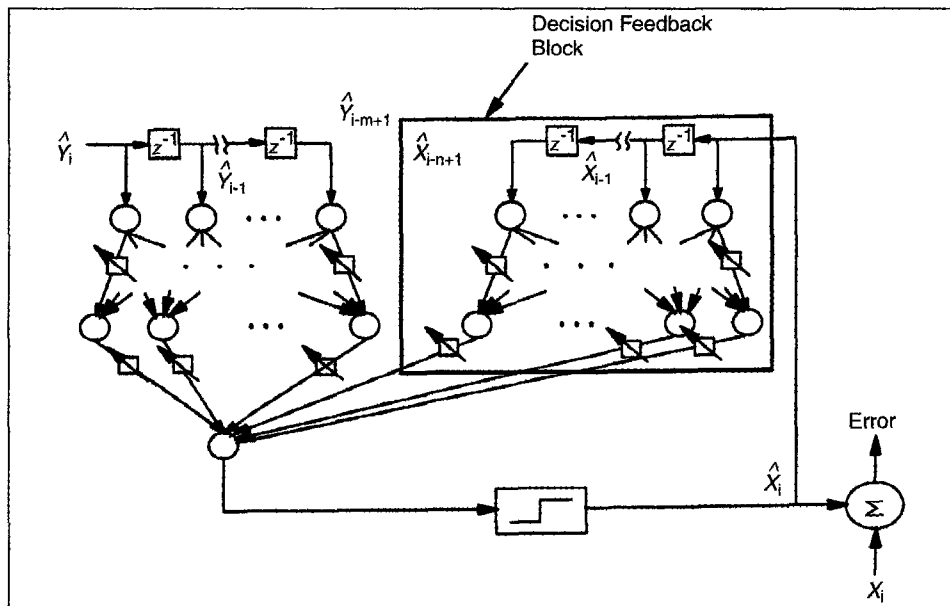 Decision Feedback
Block
Ŷi-m+1
Ŷi
z⁻¹
z⁻¹
Ŷi-1
X̂i-n+1
z⁻¹
X̂i-1
z⁻¹
. . .
. . .
. . .
. . .
. . .
. . .
Error
X̂i
Σ
Xi